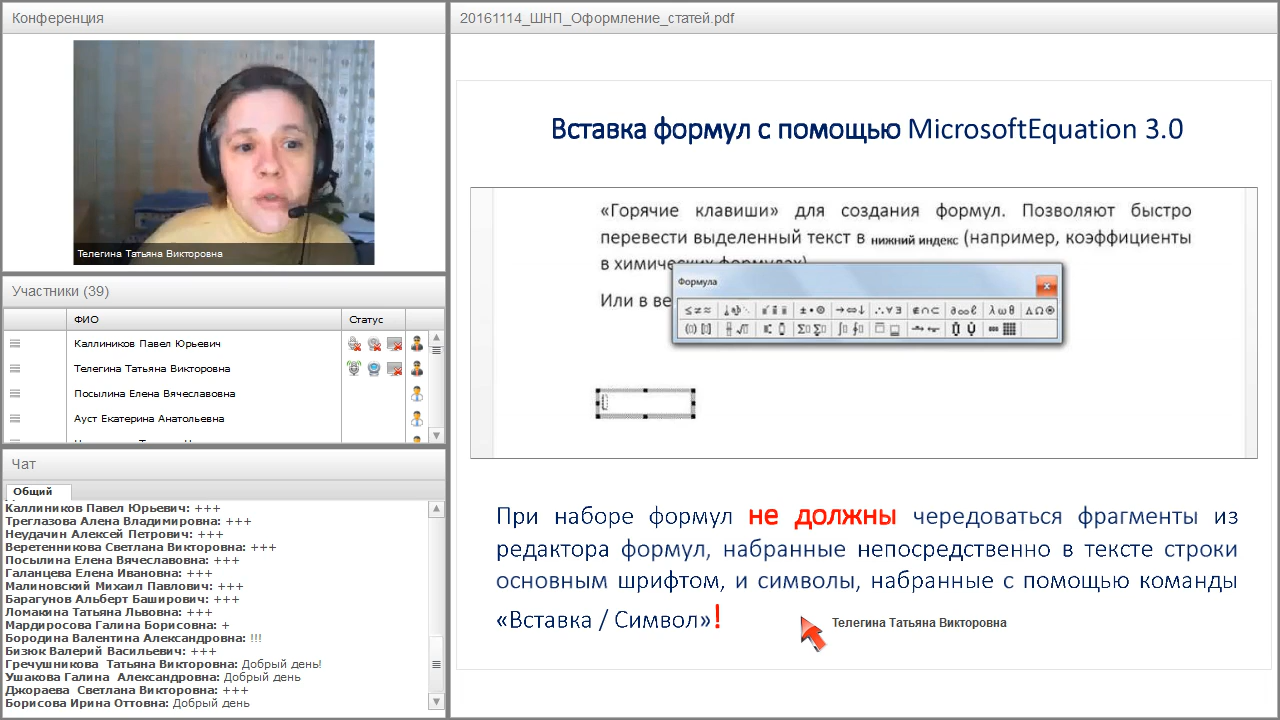 Конференция
Телегина Татьяна Викторовна
Участники (39)
ФИО Статус
Каллиников Павел Юрьевич
Телегина Татьяна Викторовна
Посылина Елена Вячеславовна
Ауст Екатерина Анатольевна
Чат
Общий
Каллиников Павел Юрьевич: +++
Треглазова Алена Владимировна: +++
Неудачин Алексей Петрович: +++
Веретенникова Светлана Викторовна: +++
Посылина Елена Вячеславовна: +++
Галанцева Елена Ивановна: +++
Малиновский Михаил Павлович: +++
Барагунов Альберт Баширович: +++
Ломакина Татьяна Львовна: +++
Мардиросова Галина Борисовна: +
Бородина Валентина Александровна: !!!
Бизюк Валерий Васильевич: +++
Гречушникова Татьяна Викторовна: Добрый день!
Ушакова Галина Александровна: Добрый день
Джораева Светлана Викторовна: +++
Борисова Ирина Оттовна: Добрый день
20161114_ШНП_Оформление_статей.pdf
Вставка формул с помощью MicrosoftEquation 3.0
«Горячие клавиши» для создания формул. Позволяют быстро
перевести выделенный текст в нижний индекс (например, коэффициенты
в химических формулах)
Или в ве
Формула
При наборе формул не должны чередоваться фрагменты из
редактора формул, набранные непосредственно в тексте строки
основным шрифтом, и символы, набранные с помощью команды
«Вставка / Символ»!
Телегина Татьяна Викторовна